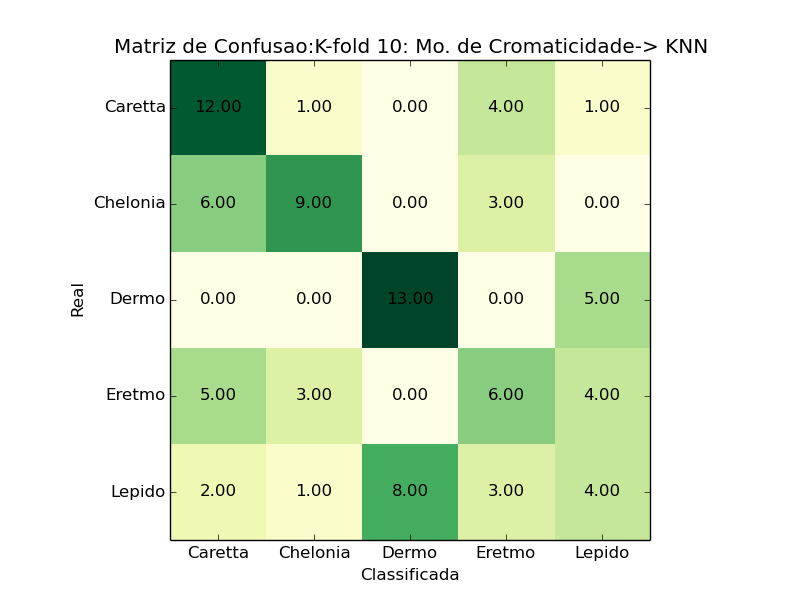 Matriz de Confusao:K-fold 10: Mo. de Cromaticidade-> KNN
Caretta 12.00 1.00 0.00 4.00 1.00
Chelonia 6.00 9.00 0.00 3.00 0.00
Dermo 0.00 0.00 13.00 0.00 5.00
Eretmo 5.00 3.00 0.00 6.00 4.00
Lepido 2.00 1.00 8.00 3.00 4.00
Real
Caretta Chelonia Dermo Eretmo Lepido
Classificada